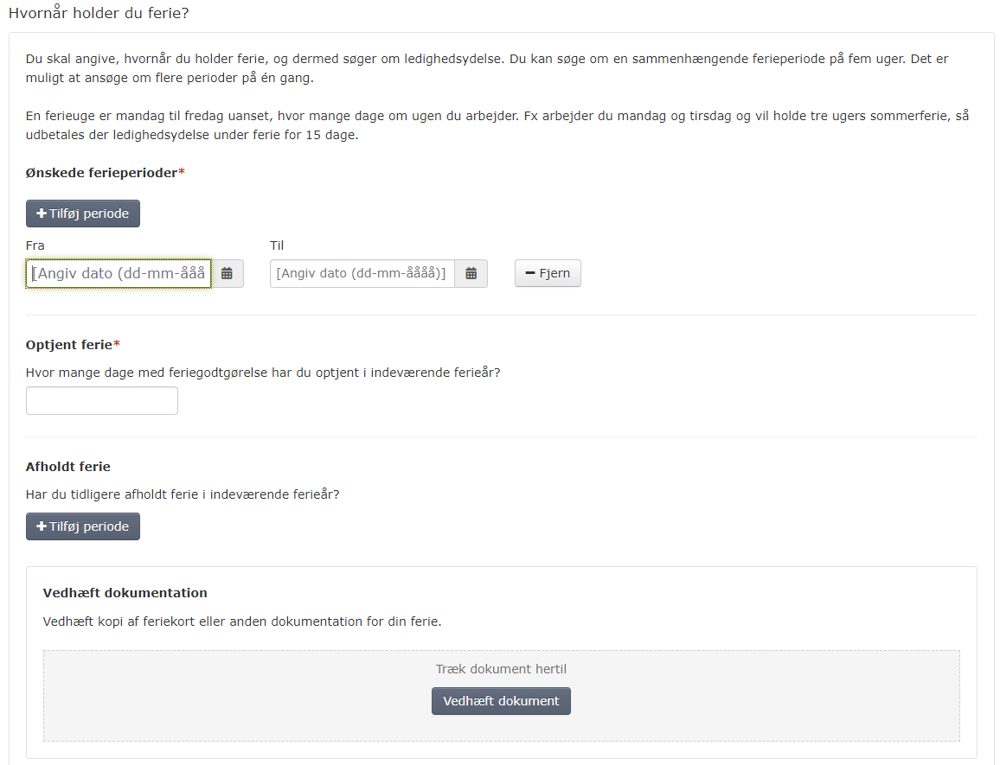 Hvornår holder du ferie?
Du skal angive, hvornår du holder ferie, og dermed søger om ledighedsydelse. Du kan søge om en sammenhængende ferieperiode på fem uger. Det er
muligt at ansøge om flere perioder på én gang.
En ferieuge er mandag til fredag uanset, hvor mange dage om ugen du arbejder. Fx arbejder du mandag og tirsdag og vil holde tre ugers sommerferie, så
udbetales der ledighedsydelse under ferie for 15 dage.
Ønskede ferieperioder*
Tilføj periode
Fra Til
[Angiv dato (dd-mm-ååå [Angiv dato (dd-mm-åååå)] Fjern
Optjent ferie*
Hvor mange dage med feriegodtgørelse har du optjent i indeværende ferieår?
Afholdt ferie
Har du tidligere afholdt ferie i indeværende ferieår?
Tilføj periode
Vedhæft dokumentation
Vedhæft kopi af feriekort eller anden dokumentation for din ferie.
Træk dokument hertil
Vedhæft dokument